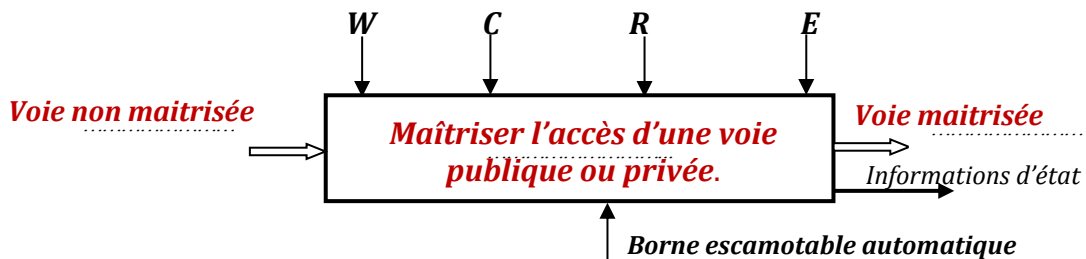 W C R E
Voie non maitrisée
Maîtriser l’accès d’une voie
publique ou privée.
Voie maitrisée
Informations d’état
Borne escamotable automatique